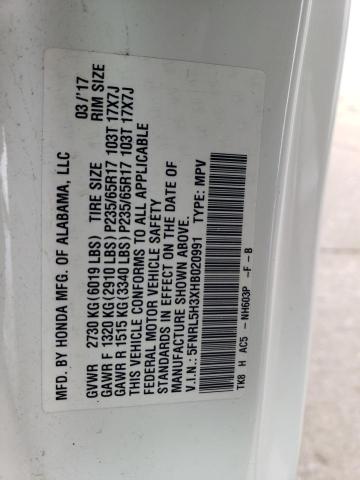 MFD. BY HONDA MFG. OF ALABAMA, LLC 03/'17
GVWR 2730 KG(6019 LBS) TIRE SIZE RIM SIZE
GAWR F 1320 KG(2910 LBS) P235/65R17 103T 17X7J
GAWR R 1515 KG(3340 LBS) P235/65R17 103T 17X7J
THIS VEHICLE CONFORMS TO ALL APPLICABLE
FEDERAL MOTOR VEHICLE SAFETY
STANDARDS IN EFFECT ON THE DATE OF
MANUFACTURE SHOWN ABOVE.
V.I.N.: 5FNRL5H3XHB020991 TYPE: MPV
TK8 H AC5 - NH603P -F - B